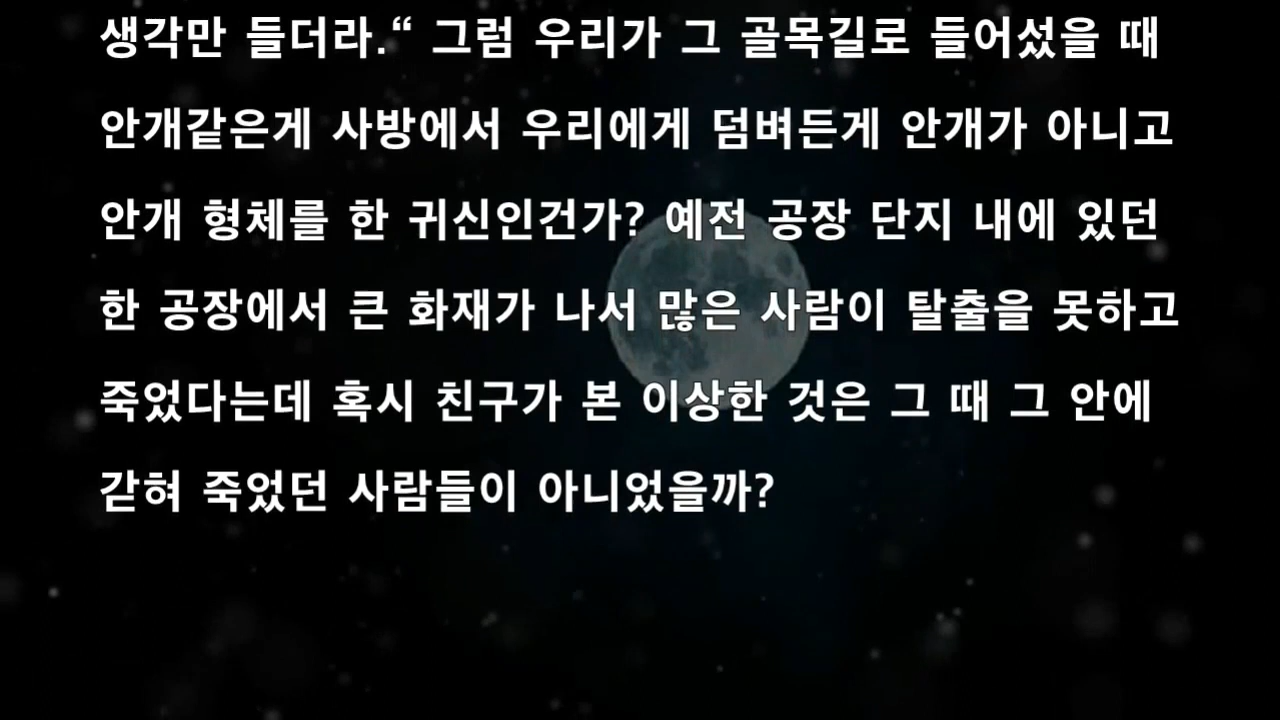 생각만 들더라.“ 그럼 우리가 그 골목길로 들어섰을 때
안개같은게 사방에서 우리에게 덤벼든게 안개가 아니고
안개 형체를 한 귀신인건가? 예전 공장 단지 내에 있던
한 공장에서 큰 화재가 나서 많은 사람이 탈출을 못하고
죽었다는데 혹시 친구가 본 이상한 것은 그 때 그 안에
갇혀 죽었던 사람들이 아니었을까?